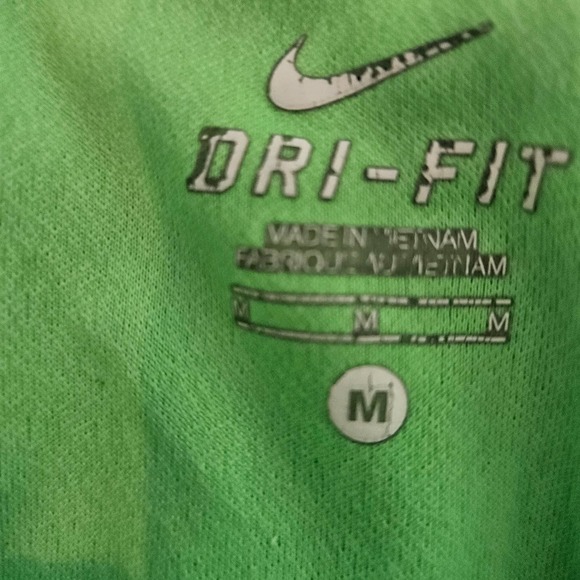 DRI-FIT
MADE IN VIETNAM
FABRIQUÉ AU VIETNAM
M M M
M